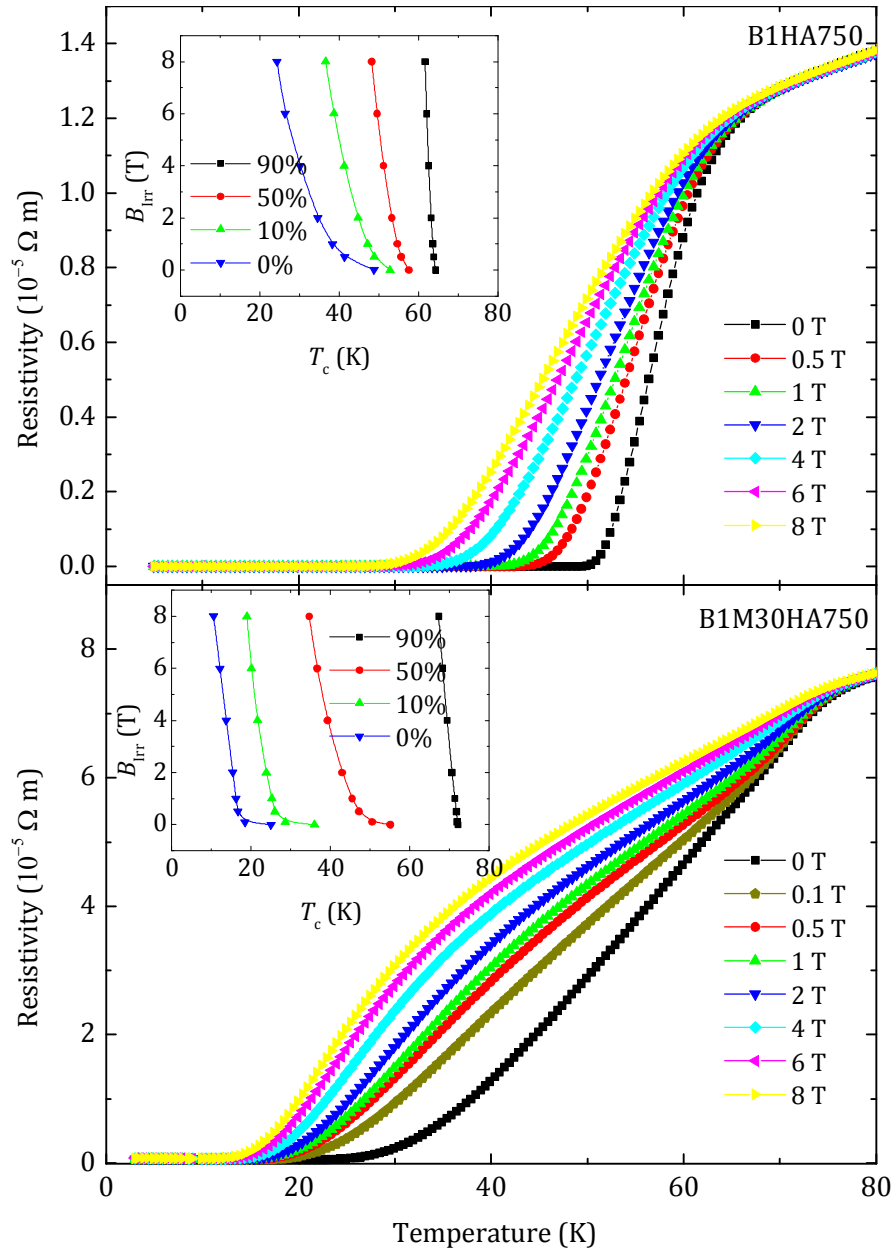 B1HA750
1.4
1.2
1.0
0.8
0.6
0.4
0.2
0.0
Resistivity (10⁻⁵ Ω m)
8
6
4
2
0
B_Irr (T)
0 20 40 60 80
T_c (K)
90%
50%
10%
0%
0 T
0.5 T
1 T
2 T
4 T
6 T
8 T
B1M30HA750
8
6
4
2
0
Resistivity (10⁻⁵ Ω m)
8
6
4
2
0
B_Irr (T)
0 20 40 60 80
T_c (K)
90%
50%
10%
0%
0 T
0.1 T
0.5 T
1 T
2 T
4 T
6 T
8 T
0 20 40 60 80
Temperature (K)